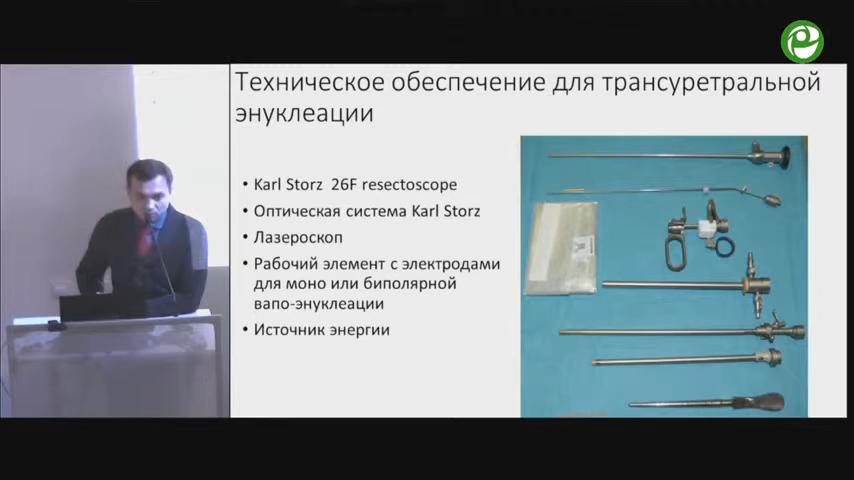 Техническое обеспечение для трансуретральной
энуклеации
• Karl Storz 26F resectoscope
• Оптическая система Karl Storz
• Лазероскоп
• Рабочий элемент с электродами
для моно или биполярной
вапо-энуклеации
• Источник энергии